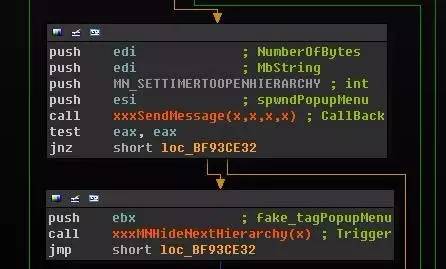 push edi ; NumberOfBytes
push edi ; MbString
push MN_SETTIMERTOOPENHIERARCHY ; int
push esi ; spwndPopupMenu
call xxxSendMessage(x,x,x,x) ; CallBack
test eax, eax
jnz short loc_BF93CE32
push ebx ; fake_tagPopupMenu
call xxxMNHideNextHierarchy(x) ; Trigger
jmp short loc_BF93CE32